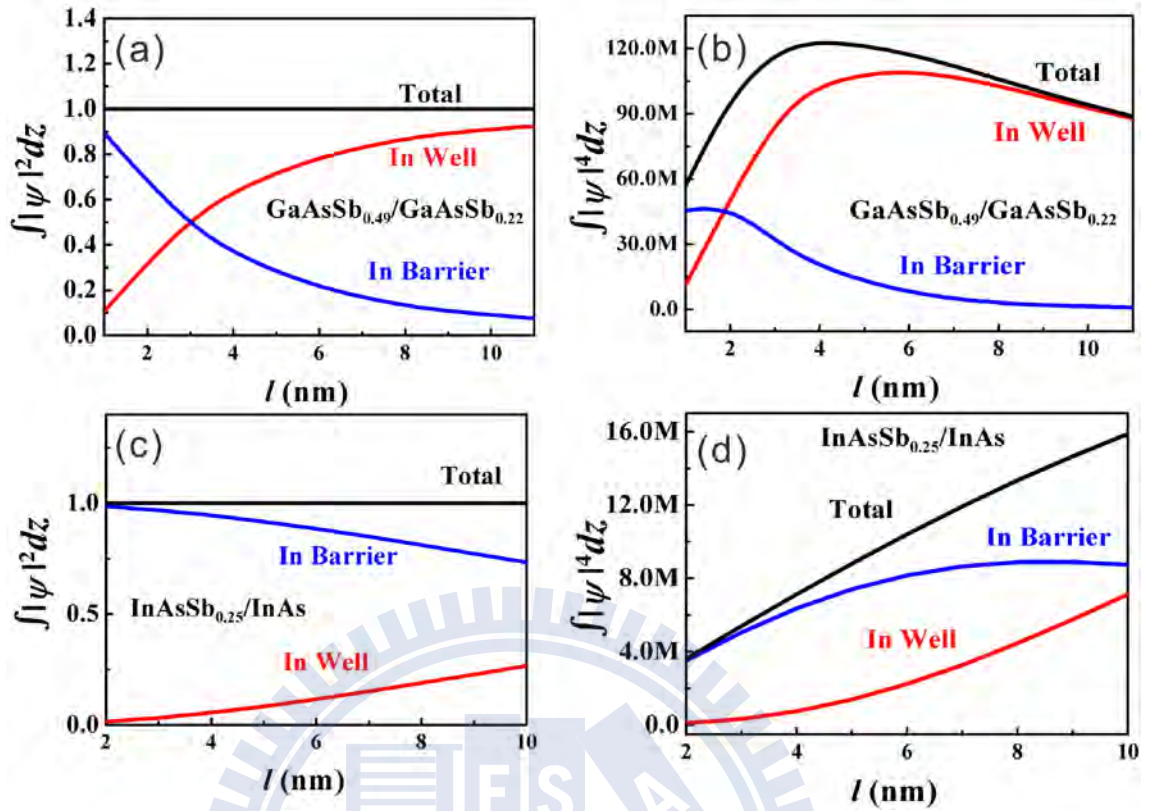 (a)
1.4
1.2
1.0
0.8
0.6
0.4
0.2
0.0
2
4
6
8
10
∫|ψ|²dz
l (nm)
Total
In Well
GaAsSb₀.₄₉/GaAsSb₀.₂₂
In Barrier
(b)
120.0M
90.0M
60.0M
30.0M
0.0
2
4
6
8
10
∫|ψ|⁴dz
l (nm)
Total
In Well
GaAsSb₀.₄₉/GaAsSb₀.₂₂
In Barrier
(c)
1.0
0.5
0.0
2
4
6
8
10
∫|ψ|²dz
l (nm)
Total
In Barrier
InAsSb₀.₂₅/InAs
In Well
(d)
16.0M
12.0M
8.0M
4.0M
0.0
2
4
6
8
10
∫|ψ|⁴dz
l (nm)
InAsSb₀.₂₅/InAs
Total
In Barrier
In Well